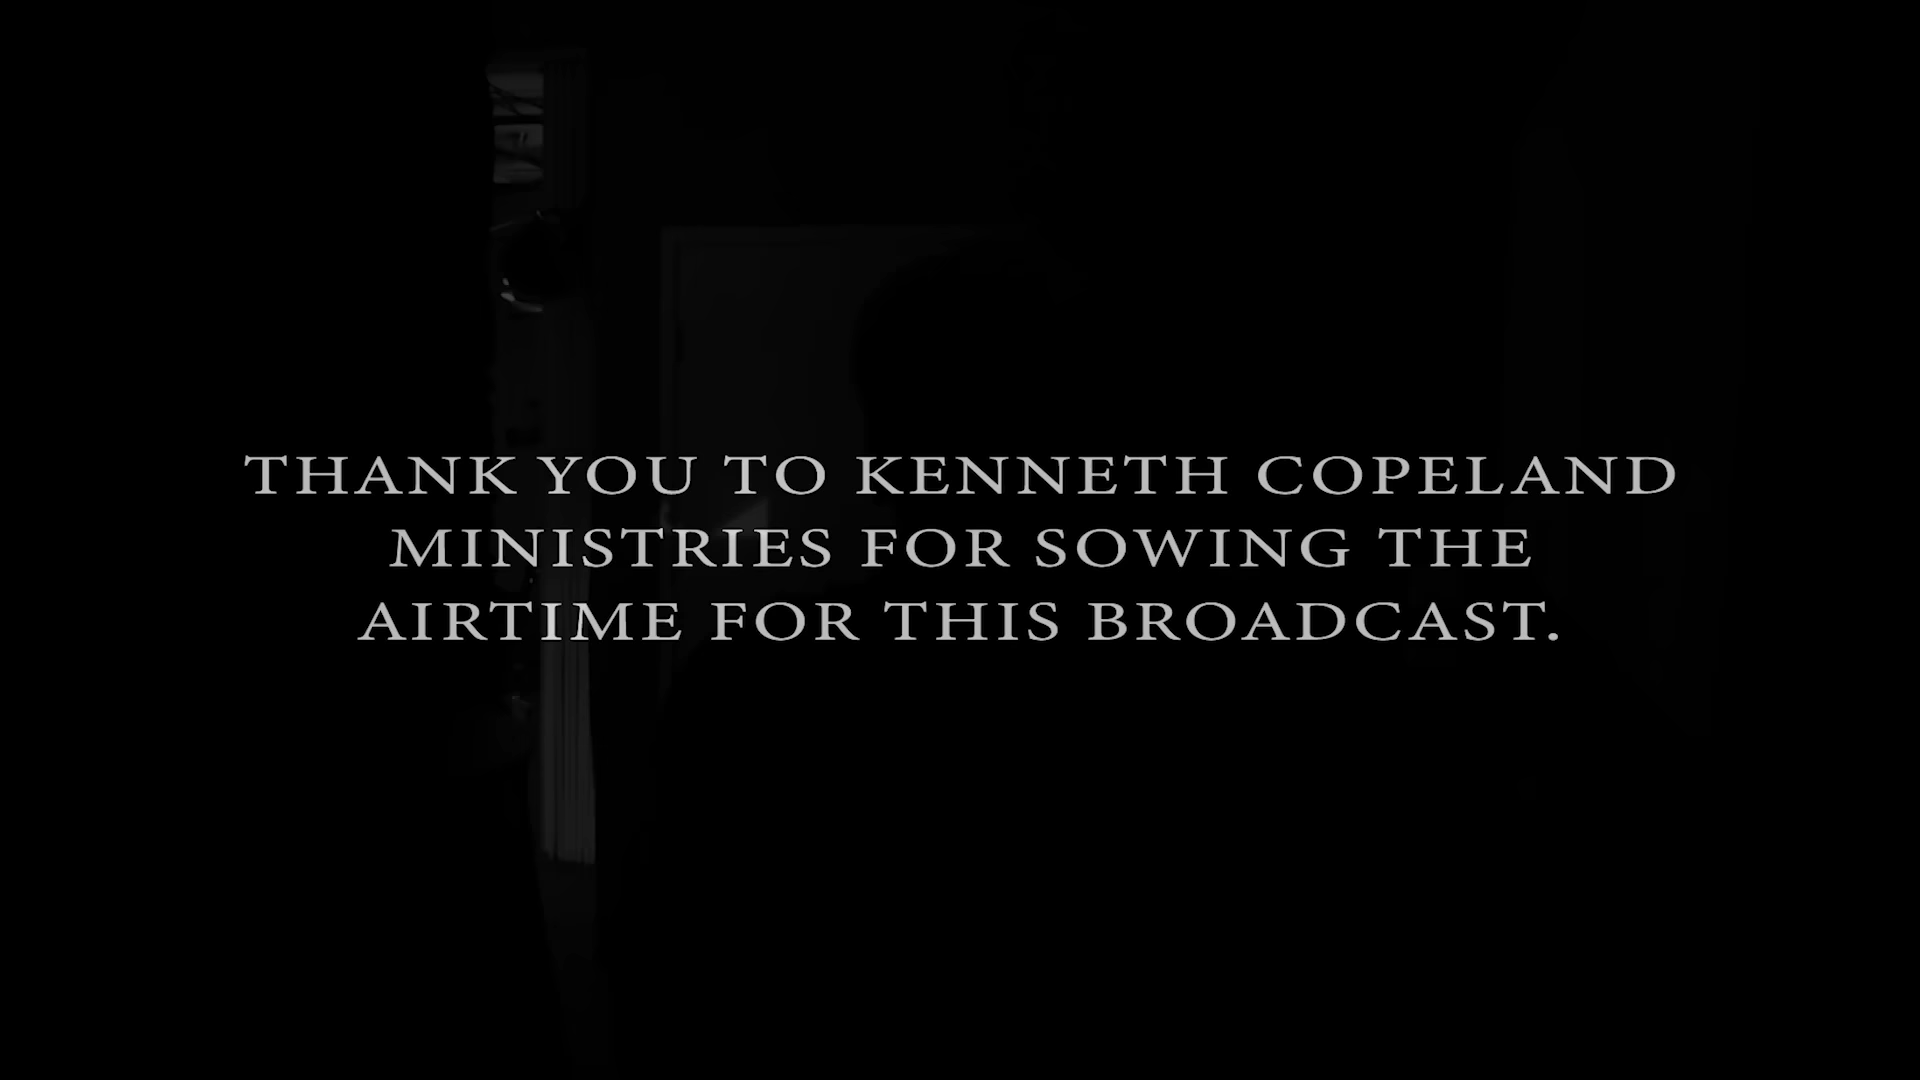 THANK YOU TO KENNETH COPELAND
MINISTRIES FOR SOWING THE
AIRTIME FOR THIS BROADCAST.